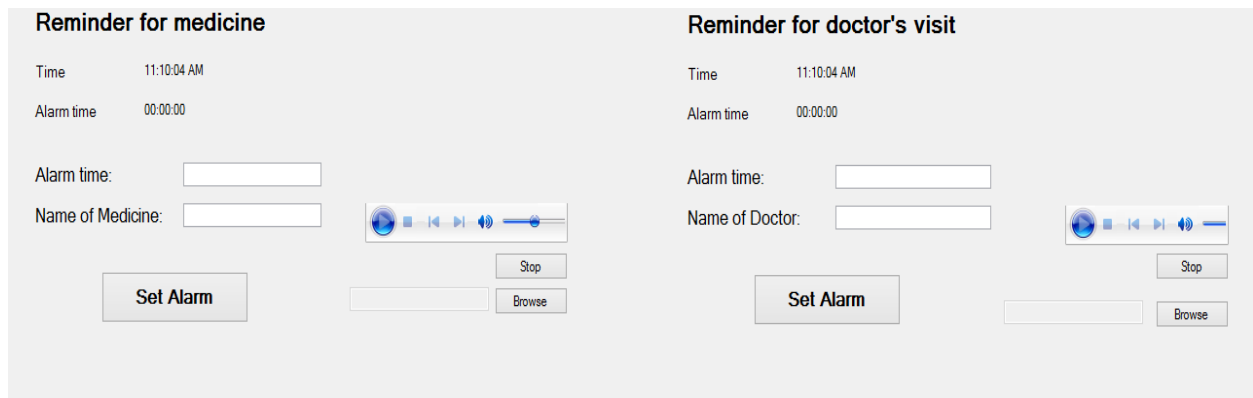 Reminder for medicine
Time 11:10:04 AM
Alarm time 00:00:00
Alarm time:
Name of Medicine:
Stop
Set Alarm
Browse
Reminder for doctor's visit
Time 11:10:04 AM
Alarm time 00:00:00
Alarm time:
Name of Doctor:
Stop
Set Alarm
Browse